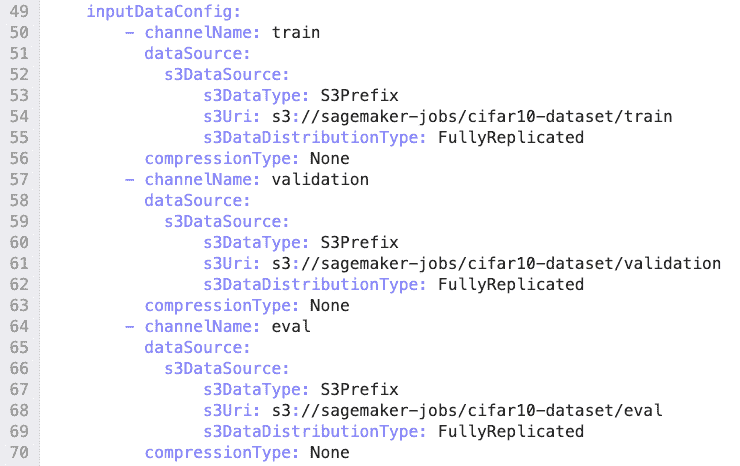 49 inputDataConfig:
50 - channelName: train
51 dataSource:
52 s3DataSource:
53 s3DataType: S3Prefix
54 s3Uri: s3://sagemaker-jobs/cifar10-dataset/train
55 s3DataDistributionType: FullyReplicated
56 compressionType: None
57 - channelName: validation
58 dataSource:
59 s3DataSource:
60 s3DataType: S3Prefix
61 s3Uri: s3://sagemaker-jobs/cifar10-dataset/validation
62 s3DataDistributionType: FullyReplicated
63 compressionType: None
64 - channelName: eval
65 dataSource:
66 s3DataSource:
67 s3DataType: S3Prefix
68 s3Uri: s3://sagemaker-jobs/cifar10-dataset/eval
69 s3DataDistributionType: FullyReplicated
70 compressionType: None